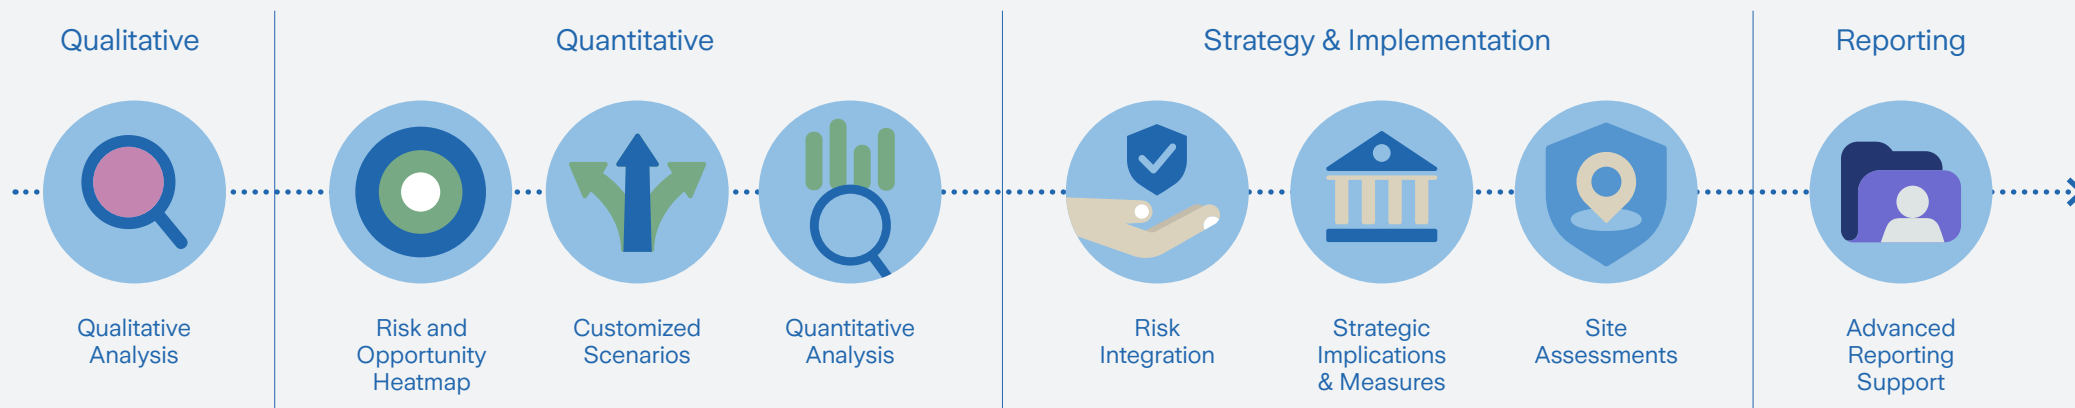 Qualitative
Quantitative
Strategy & Implementation
Reporting
Qualitative
Analysis
Risk and
Opportunity
Heatmap
Customized
Scenarios
Quantitative
Analysis
Risk
Integration
Strategic
Implications
& Measures
Site
Assessments
Advanced
Reporting
Support